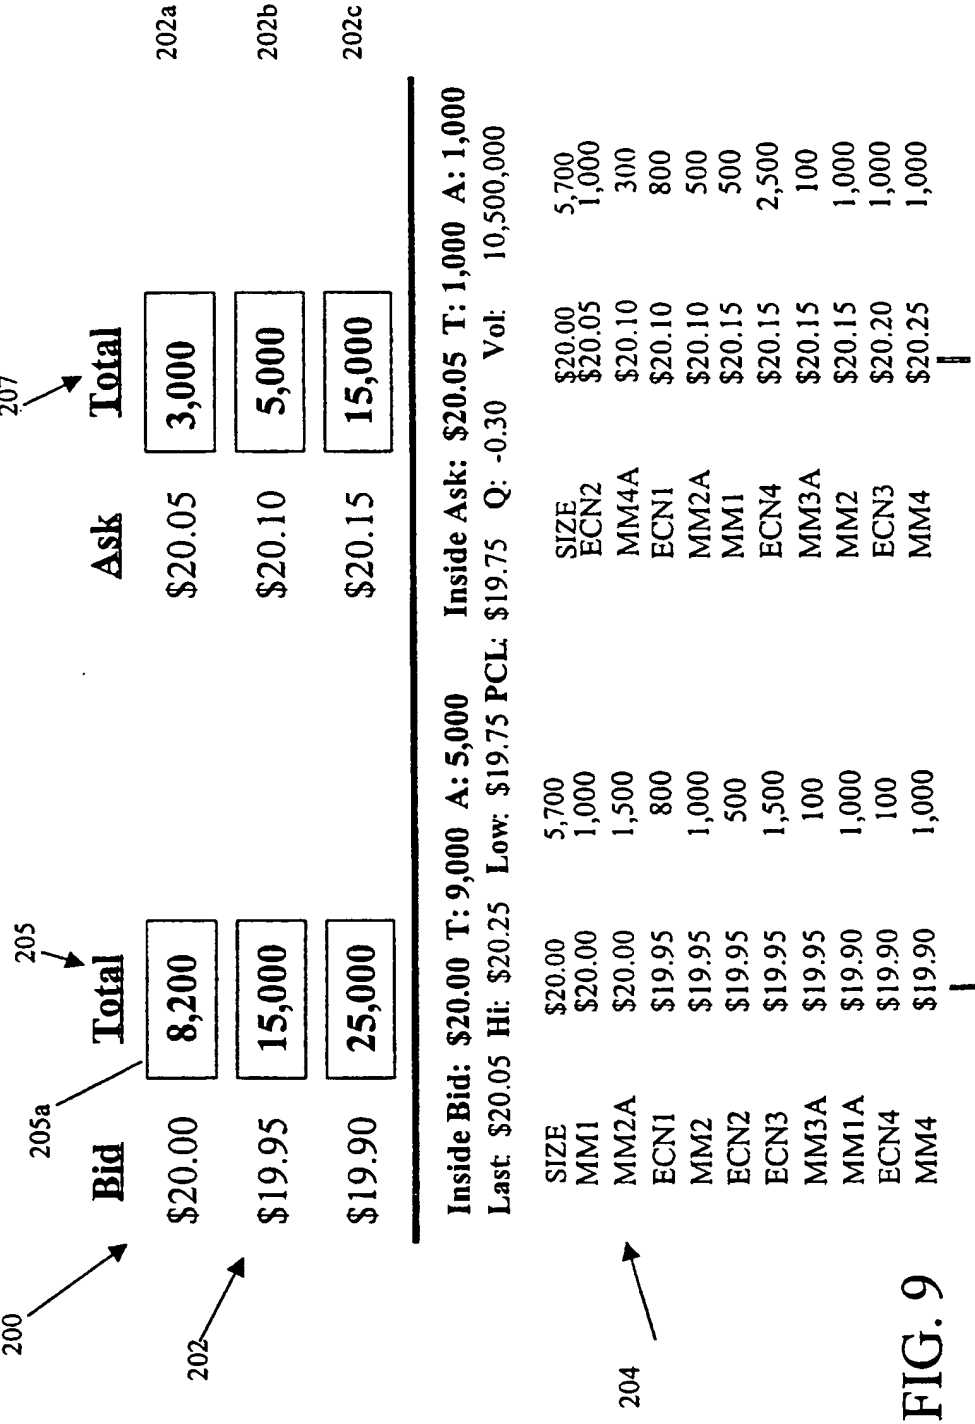 200
205a
205
207
Bid Total Ask Total
$20.00 8,200 $20.05 3,000 202a
202
$19.95 15,000 $20.10 5,000 202b
$19.90 25,000 $20.15 15,000 202c
Inside Bid: $20.00 T: 9,000 A: 5,000 Inside Ask: $20.05 T: 1,000 A: 1,000
Last: $20.05 Hi: $20.25 Low: $19.75 PCL: $19.75 Q: -0.30 Vol: 10,500,000
SIZE $20.00 5,700 SIZE $20.00 5,700
MM1 $20.00 1,000 ECN2 $20.05 1,000
MM2A $20.00 1,500 MM4A $20.10 300
204
ECN1 $19.95 800 ECN1 $20.10 800
MM2 $19.95 1,000 MM2A $20.10 500
ECN2 $19.95 500 MM1 $20.15 500
ECN3 $19.95 1,500 ECN4 $20.15 2,500
MM3A $19.95 100 MM3A $20.15 100
MM1A $19.90 1,000 MM2 $20.15 1,000
ECN4 $19.90 100 ECN3 $20.20 1,000
MM4 $19.90 1,000 MM4 $20.25 1,000
FIG. 9